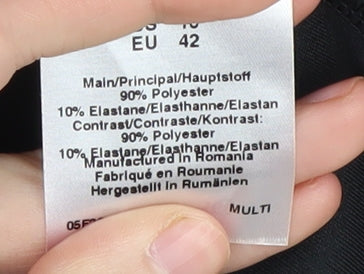 EU 42
Main/Principal/Hauptstoff
90% Polyester
10% Elastane/Elasthanne/Elastan
Contrast/Contraste/Kontrast:
90% Polyester
10% Elastane/Elasthanne/Elastan
Manufactured in Romania
Fabriqué en Roumanie
Hergestellt in Rumänien
MULTI